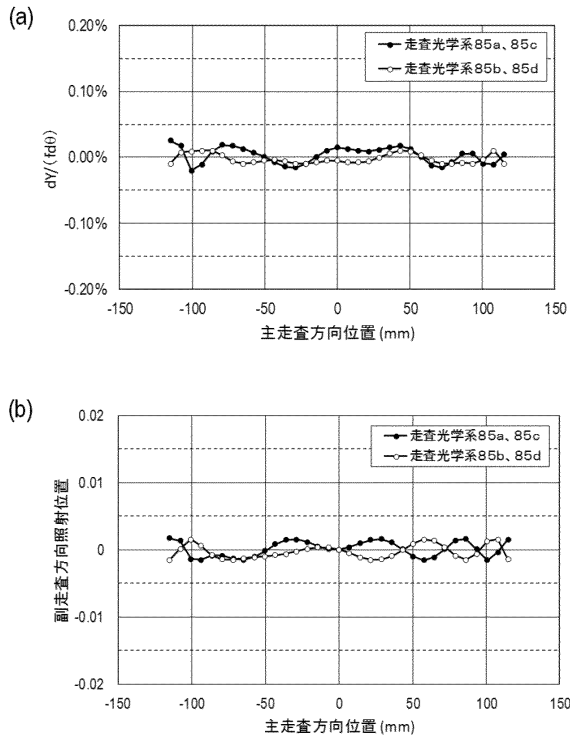 (a)
0.20%
0.10%
0.00%
-0.10%
-0.20%
dY/(fdθ)
走査光学系85a、85c
走査光学系85b、85d
-150 -100 -50 0 50 100 150
主走査方向位置(mm)
(b)
0.02
0.01
0
-0.01
-0.02
副走査方向照射位置
走査光学系85a、85c
走査光学系85b、85d
-150 -100 -50 0 50 100 150
主走査方向位置(mm)